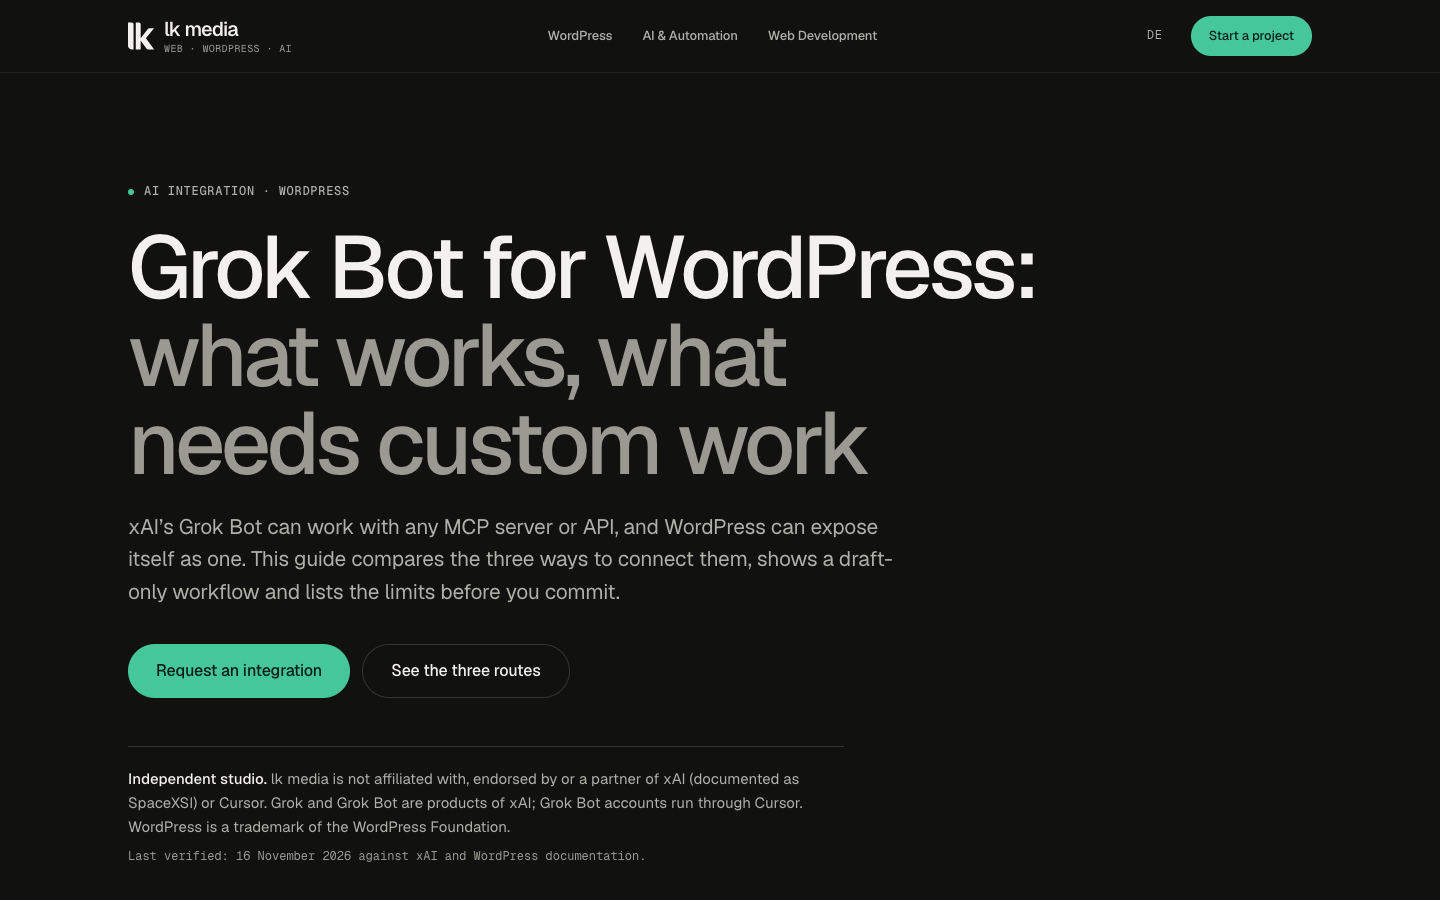 lk media
WEB · WORDPRESS · AI
WordPress
AI & Automation
Web Development
DE
Start a project
AI INTEGRATION · WORDPRESS
Grok Bot for WordPress:
what works, what
needs custom work
xAI’s Grok Bot can work with any MCP server or API, and WordPress can expose
itself as one. This guide compares the three ways to connect them, shows a draft-
only workflow and lists the limits before you commit.
Request an integration
See the three routes
Independent studio. lk media is not affiliated with, endorsed by or a partner of xAI (documented as
SpaceXSI) or Cursor. Grok and Grok Bot are products of xAI; Grok Bot accounts run through Cursor.
WordPress is a trademark of the WordPress Foundation.
Last verified: 16 November 2026 against xAI and WordPress documentation.